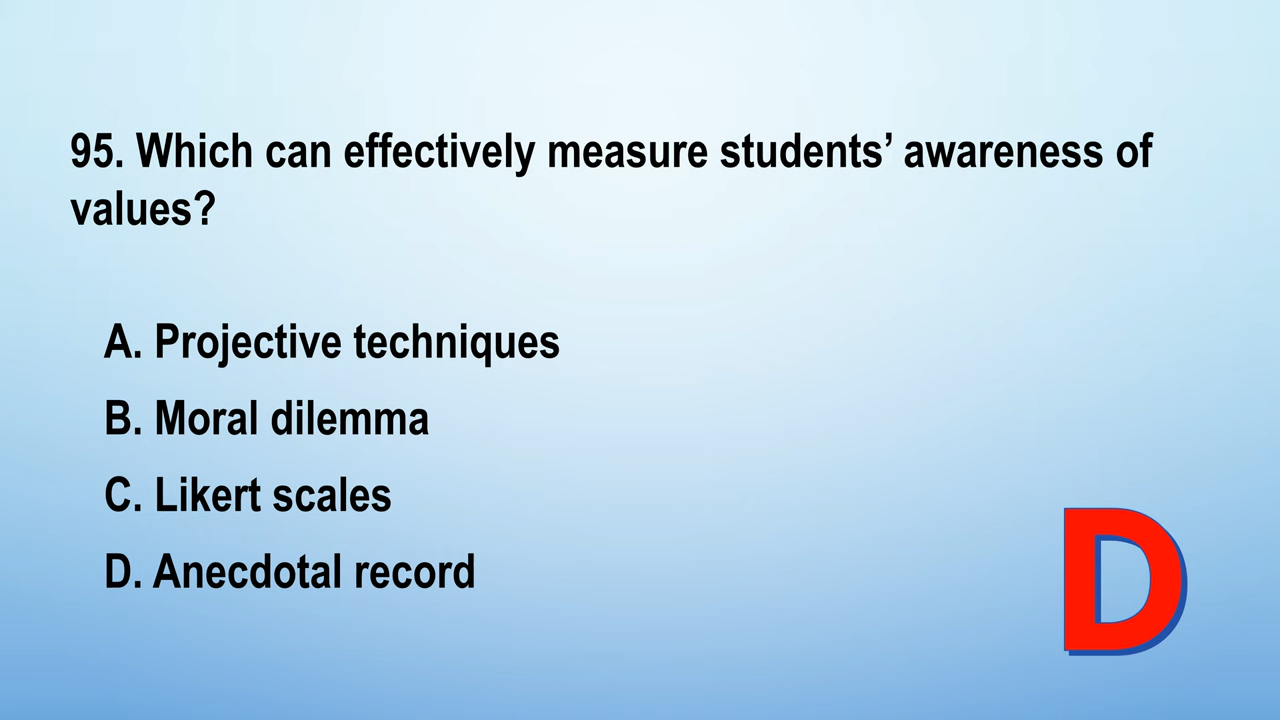 95. Which can effectively measure students’ awareness of
values?
A. Projective techniques
B. Moral dilemma
C. Likert scales
D. Anecdotal record
D